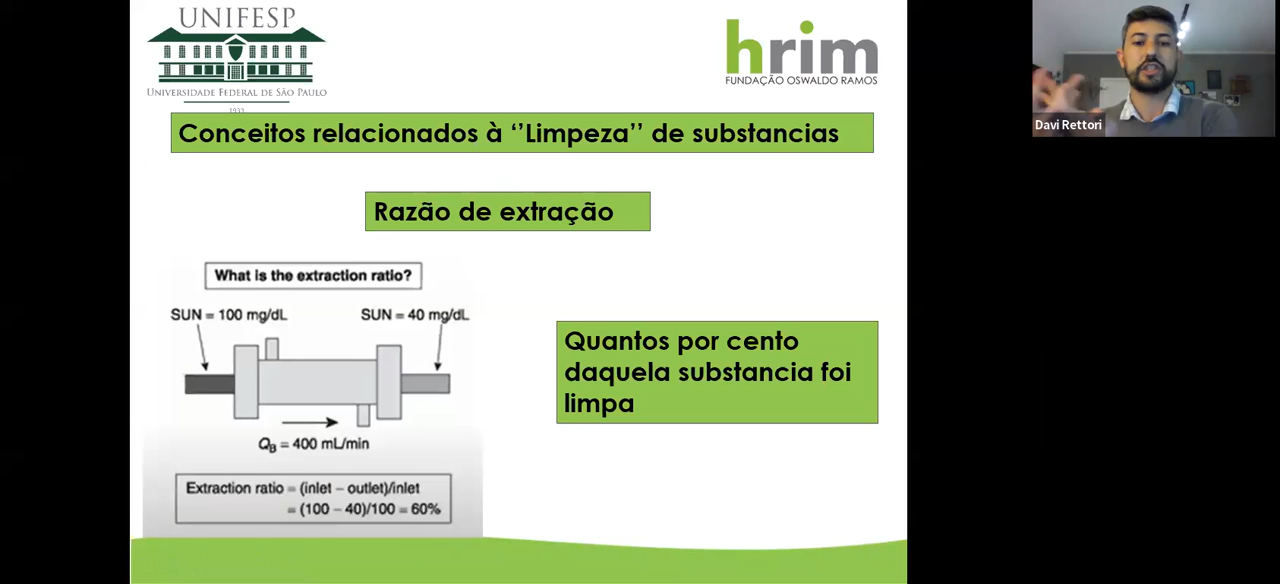 UNIFESP
UNIVERSIDADE FEDERAL DE SÃO PAULO
1933
hrim
FUNDAÇÃO OSWALDO RAMOS
Davi Rettori
Conceitos relacionados à ‘’Limpeza’’ de substancias
Razão de extração
What is the extraction ratio?
SUN = 100 mg/dL
SUN = 40 mg/dL
QB = 400 mL/min
Extraction ratio = (inlet – outlet)/inlet
= (100 – 40)/100 = 60%
Quantos por cento
daquela substancia foi
limpa